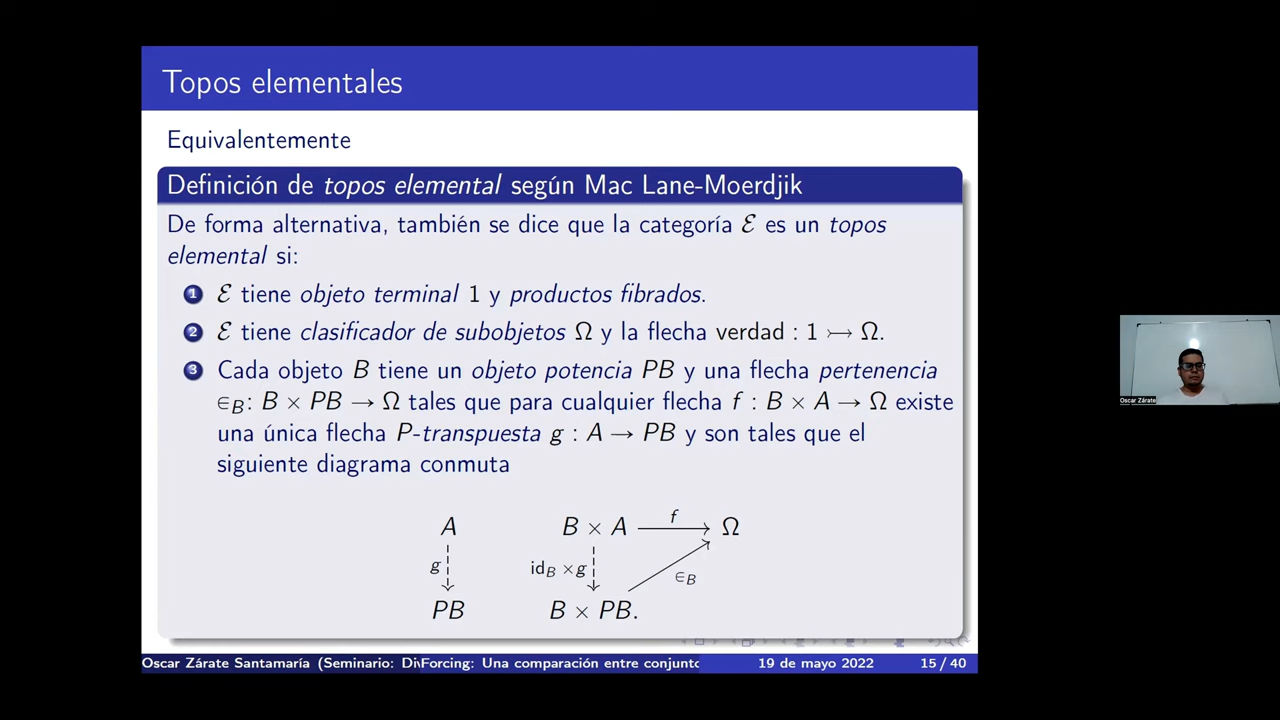 Topos elementales
Equivalentemente
Definición de topos elemental según Mac Lane-Moerdjik
De forma alternativa, también se dice que la categoría ℰ es un topos
elemental si:
1 ℰ tiene objeto terminal 1 y productos fibrados.
2 ℰ tiene clasificador de subobjetos Ω y la flecha verdad : 1 ↣ Ω.
3 Cada objeto B tiene un objeto potencia PB y una flecha pertenencia
∈_B: B × PB → Ω tales que para cualquier flecha f : B × A → Ω existe
una única flecha P-transpuesta g : A → PB y son tales que el
siguiente diagrama conmuta
f
A B × A Ω
g id_B ×g ∈_B
PB B × PB.
Oscar Zárate Santamaría (Seminario: Di Forcing: Una comparación entre conjunto 19 de mayo 2022 15 / 40
Oscar Zárate